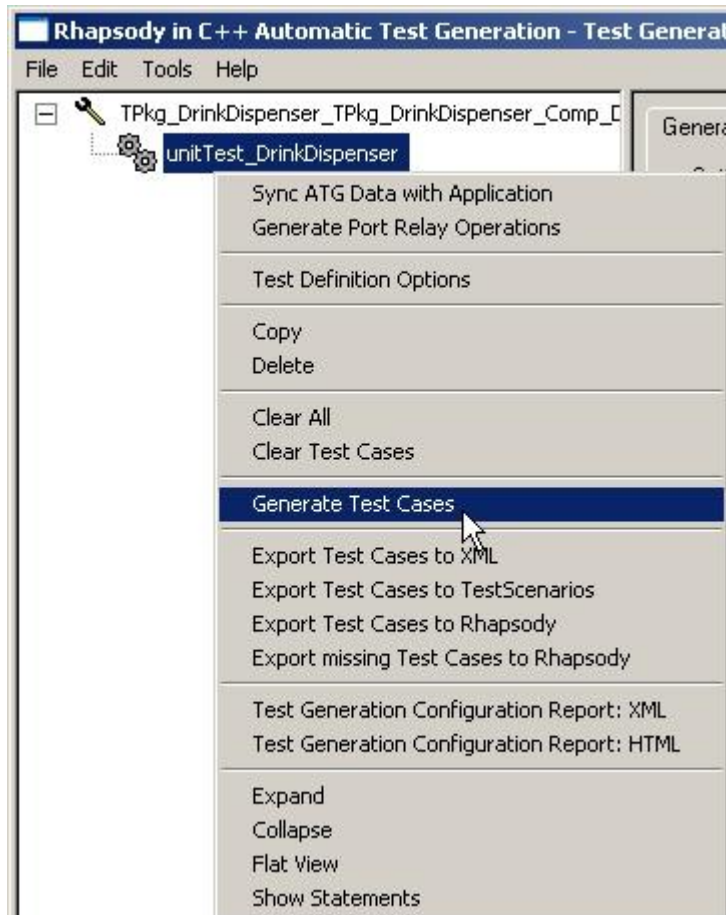 Rhapsody in C++ Automatic Test Generation - Test Generat
File Edit Tools Help
TPkg_DrinkDispenser_TPkg_DrinkDispenser_Comp_D
Genera
unitTest_DrinkDispenser
Sync ATG Data with Application
Generate Port Relay Operations
Test Definition Options
Copy
Delete
Clear All
Clear Test Cases
Generate Test Cases
Export Test Cases to XML
Export Test Cases to TestScenarios
Export Test Cases to Rhapsody
Export missing Test Cases to Rhapsody
Test Generation Configuration Report: XML
Test Generation Configuration Report: HTML
Expand
Collapse
Flat View
Show Statements